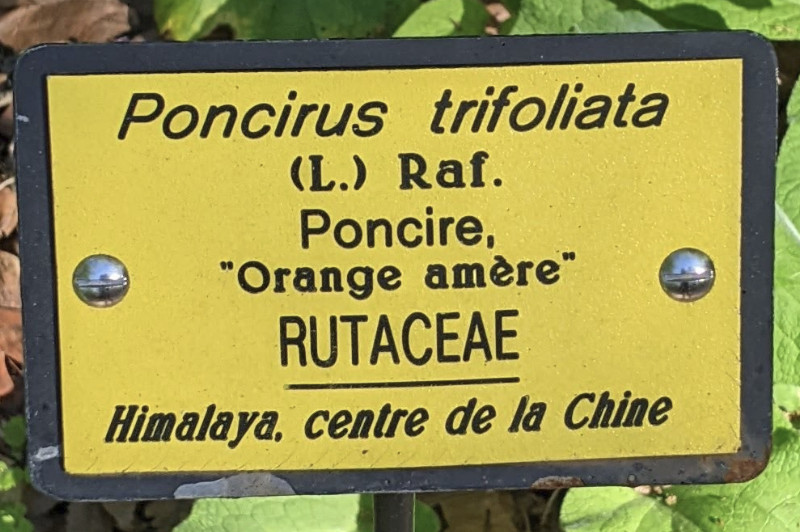 Poncirus trifoliata
(L.) Raf.
Poncire,
"Orange amère"
RUTACEAE
Himalaya, centre de la Chine